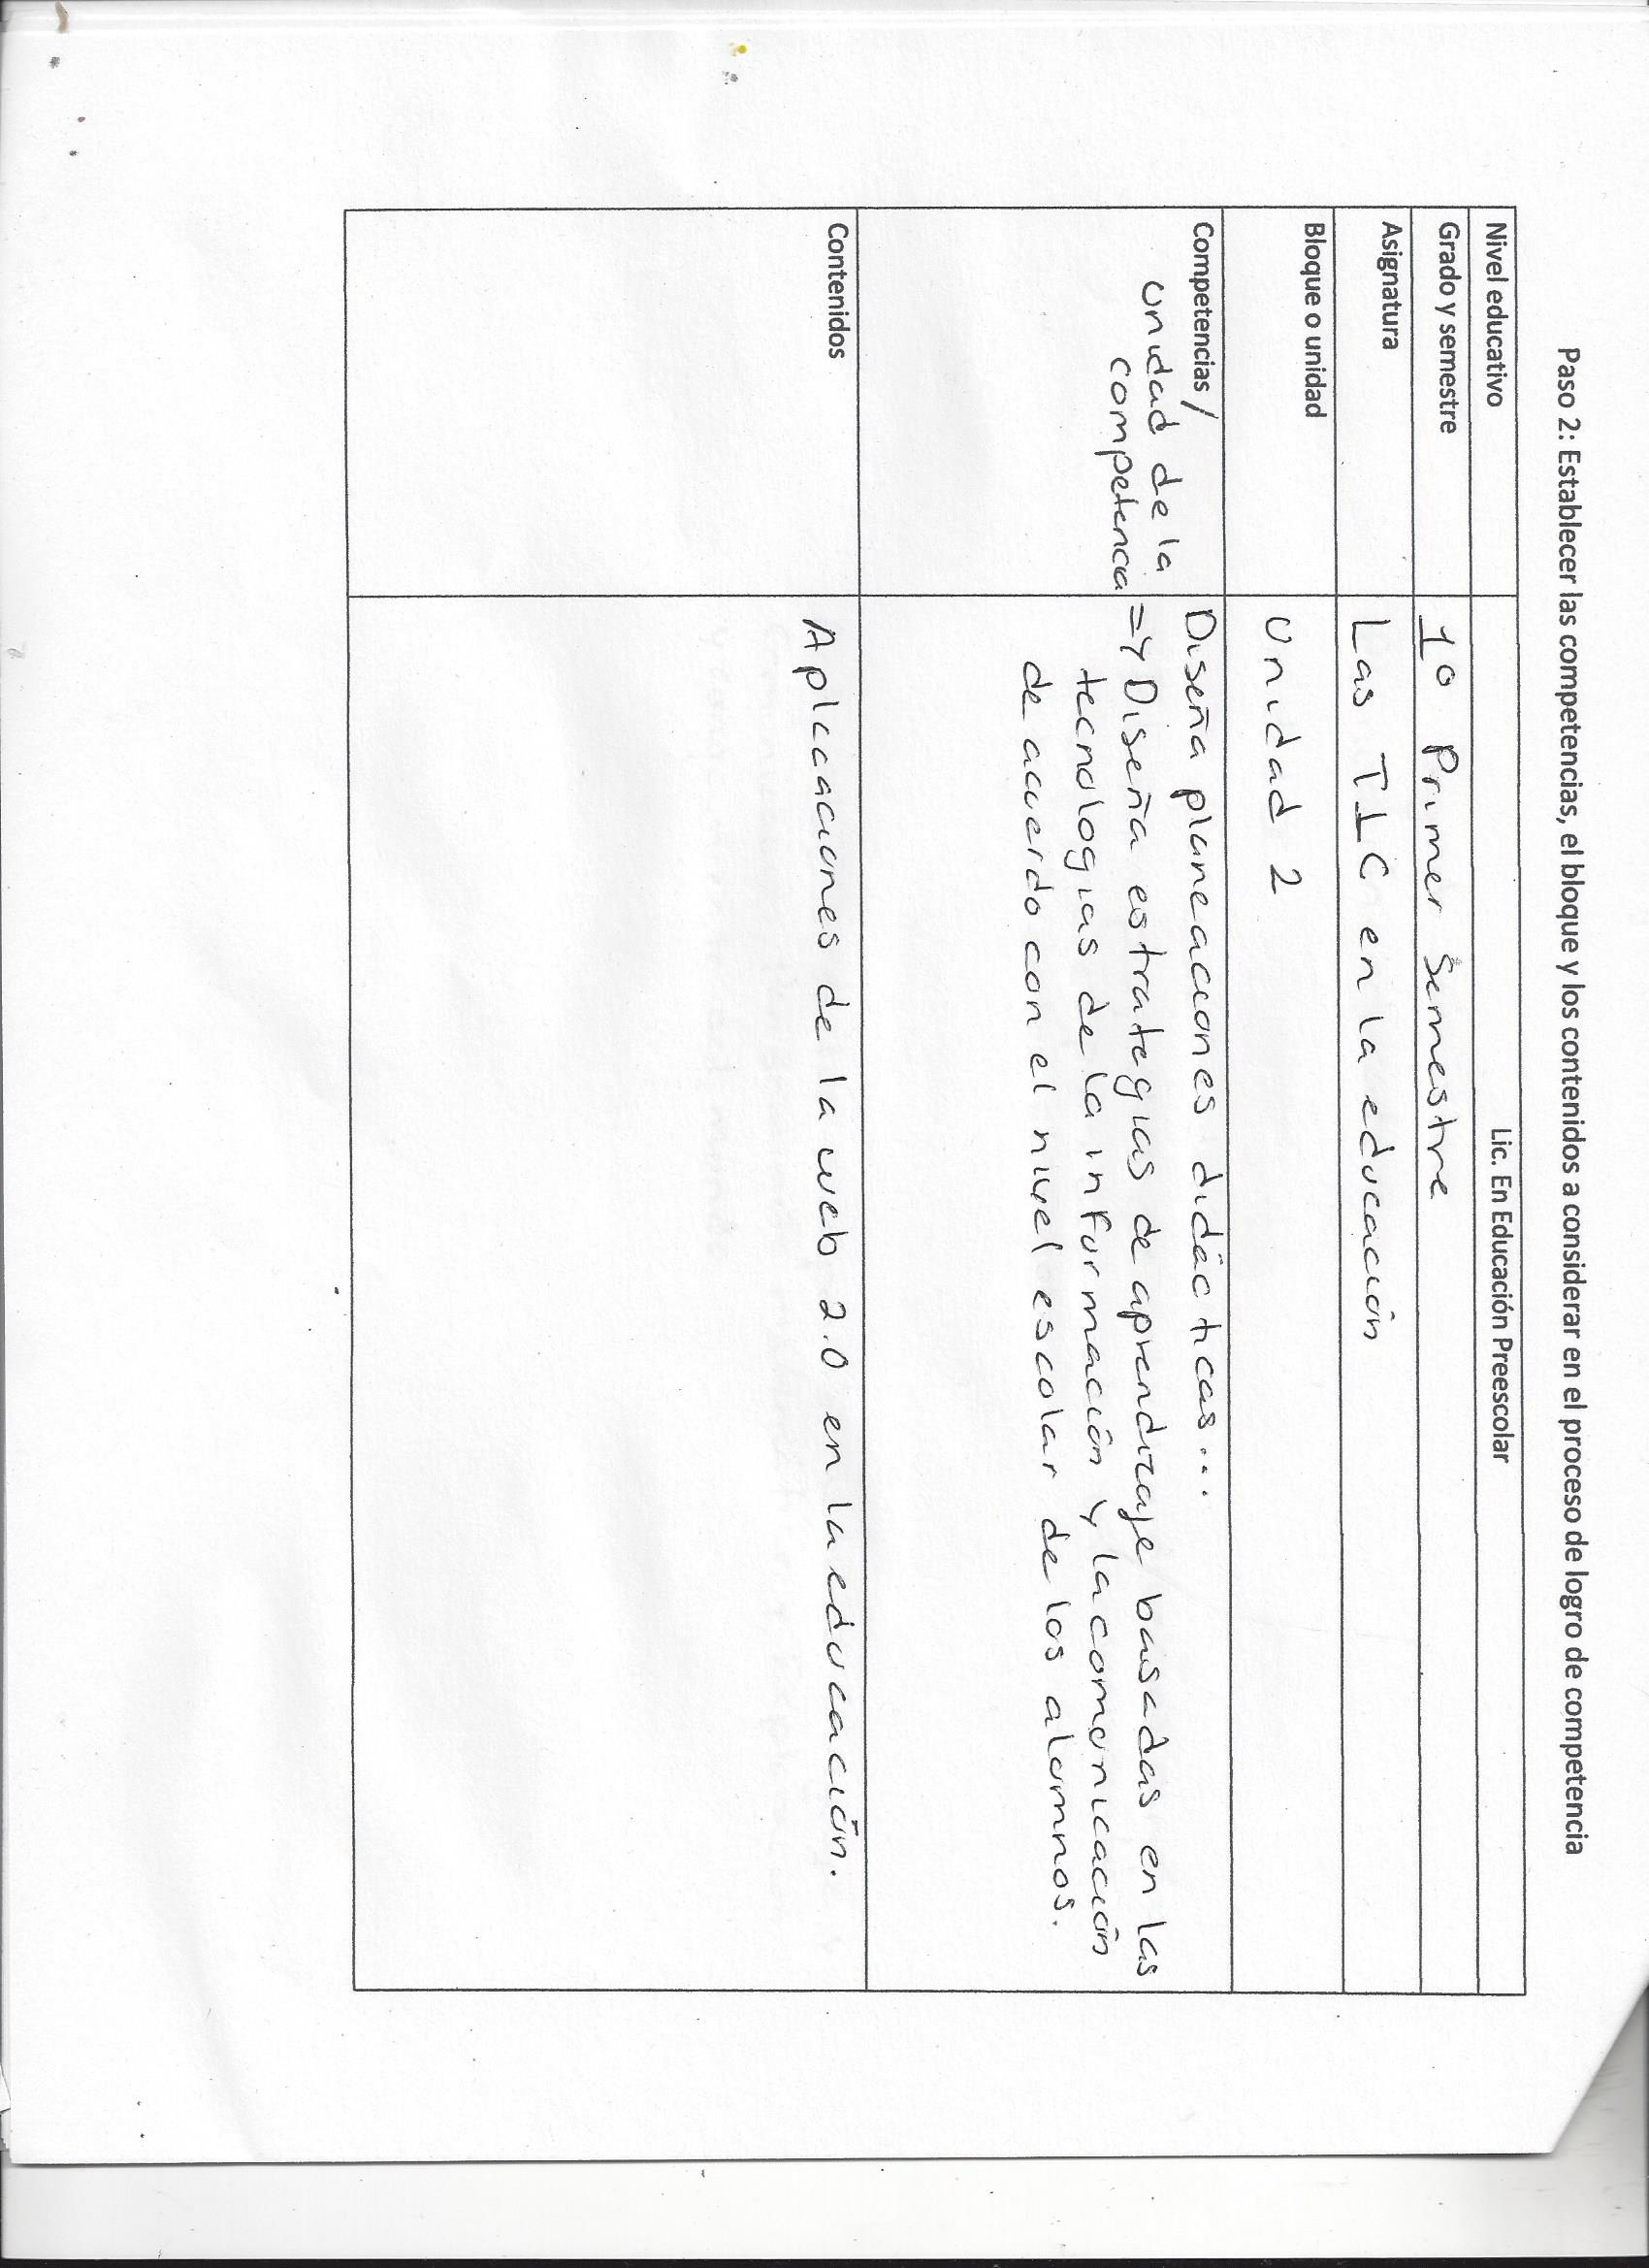 Paso 2: Establecer las competencias, el bloque y los contenidos a considerar en el proceso de logro de competencia
Nivel educativo Lic. En Educación Preescolar
Grado y semestre 1º Primer Semestre
Asignatura Las TIC en la educación
Bloque o unidad Unidad 2
Competencias/ Diseña planeaciones didácticas...
Unidad de la competencia => Diseña estrategias de aprendizaje basadas en las
tecnologias de la información y la comunicación
de acuerdo con el nivel escolar de los alumnos.
Contenidos Aplicaciones de la web 2.0 en la educación.